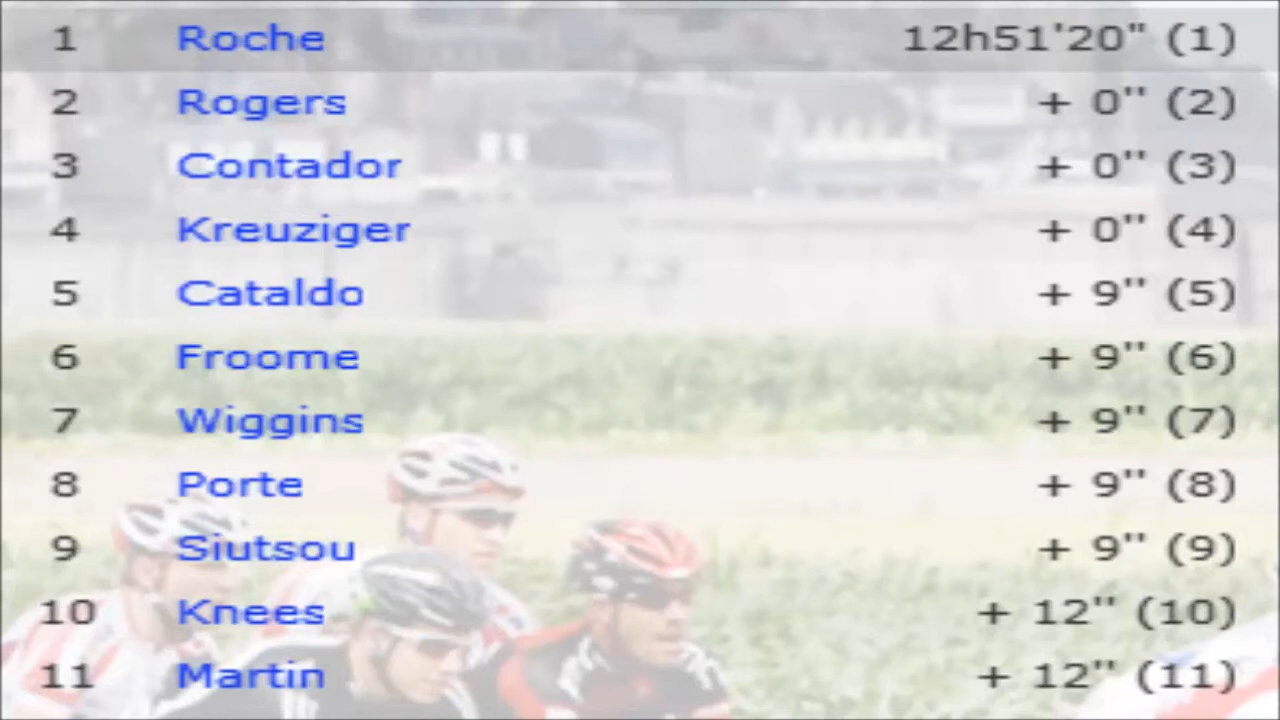 1 Roche 12h51'20" (1)
2 Rogers + 0'' (2)
3 Contador + 0'' (3)
4 Kreuziger + 0'' (4)
5 Cataldo + 9'' (5)
6 Froome + 9'' (6)
7 Wiggins + 9'' (7)
8 Porte + 9'' (8)
9 Siutsou + 9'' (9)
10 Knees + 12'' (10)
11 Martin + 12'' (11)